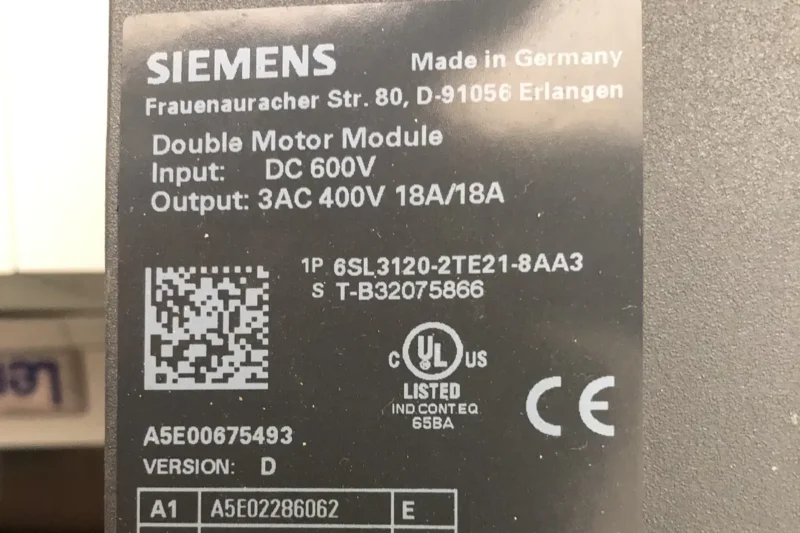 SIEMENS Made in Germany
Frauenauracher Str. 80, D-91056 Erlangen
Double Motor Module
Input: DC 600V
Output: 3AC 400V 18A/18A
1P 6SL3120-2TE21-8AA3
S T-B32075866
C UL US
LISTED
IND.CONT.EQ.
65BA
CE
A5E00675493
VERSION: D
A1 A5E02286062 E